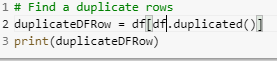 1 # Find a duplicate rows
2 duplicateDFRow = df[df.duplicated()]
3 print(duplicateDFRow)